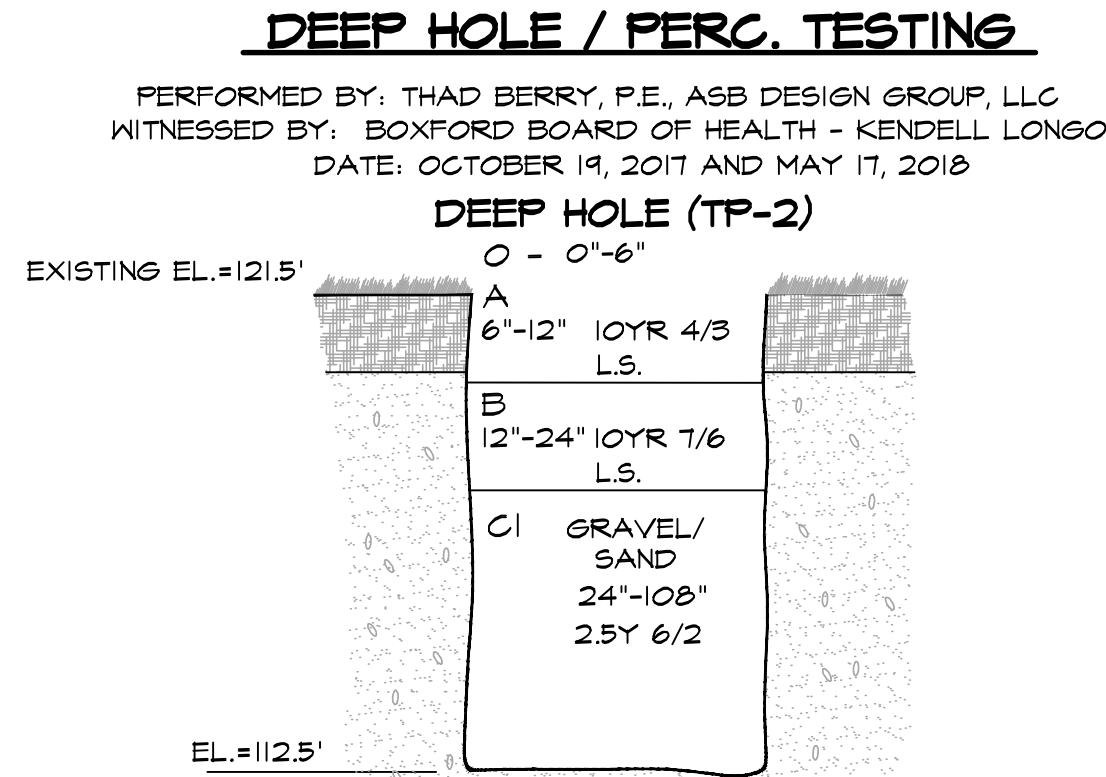 DEEP HOLE / PERC. TESTING
PERFORMED BY: THAD BERRY, P.E., ASB DESIGN GROUP, LLC
WITNESSED BY: BOXFORD BOARD OF HEALTH - KENDELL LONGO
DATE: OCTOBER 19, 2017 AND MAY 17, 2018
DEEP HOLE (TP-2)
O - 0"-6"
EXISTING EL.=121.5'
A
6"-12" 10YR 4/3
L.S.
B
12"-24" 10YR 7/6
L.S.
C1 GRAVEL/
SAND
24"-108"
2.5Y 6/2
EL.=112.5'